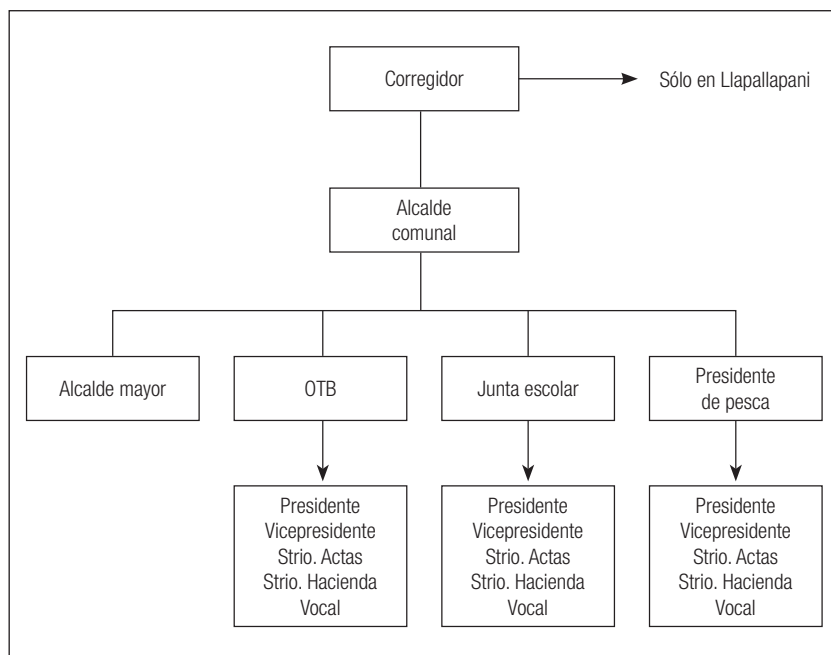 Corregidor
Sólo en Llapallapani
Alcalde
comunal
Alcalde mayor
OTB
Junta escolar
Presidente
de pesca
Presidente
Vicepresidente
Strio. Actas
Strio. Hacienda
Vocal
Presidente
Vicepresidente
Strio. Actas
Strio. Hacienda
Vocal
Presidente
Vicepresidente
Strio. Actas
Strio. Hacienda
Vocal